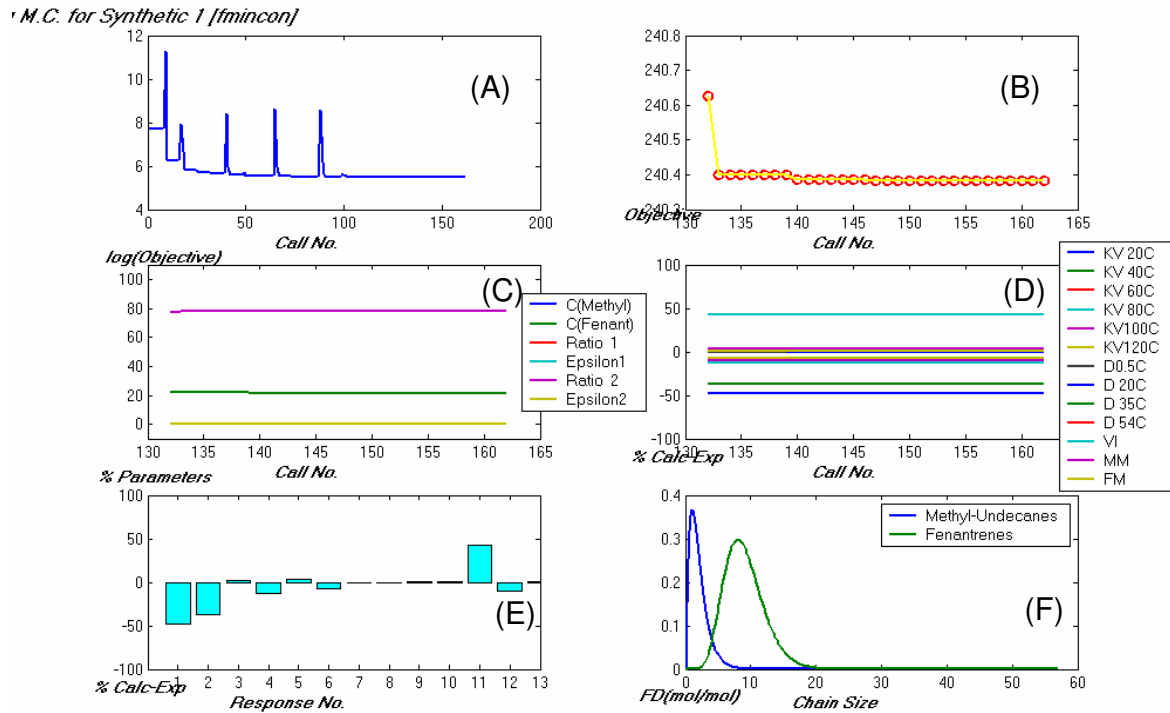 M.C. for Synthetic 1 [fmincon]
12
10
8
6
4
0
50
100
150
200
(A)
Call No.
log(Objective)
240.8
240.7
240.6
240.5
240.4
240.3
130
135
140
145
150
155
160
165
(B)
Objective
Call No.
100
80
60
40
20
0
130
135
140
145
150
155
160
165
(C)
C(Methyl)
C(Fenant)
Ratio 1
Epsilon1
Ratio 2
Epsilon2
% Parameters
Call No.
100
50
0
-50
-100
130
135
140
145
150
155
160
165
(D)
KV 20C
KV 40C
KV 60C
KV 80C
KV100C
KV120C
D0.5C
D 20C
D 35C
D 54C
VI
MM
FM
% Calc-Exp
Call No.
100
50
0
-50
-100
1 2 3 4 5 6 7 8 9 10 11 12 13
(E)
% Calc-Exp
Response No.
0.4
0.3
0.2
0.1
0
0
10
20
30
40
50
60
Methyl-Undecanes
Fenantrenes
(F)
FD(mol/mol)
Chain Size